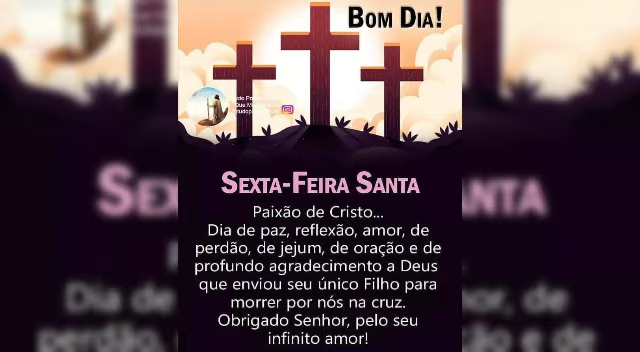 BOM DIA!
SEXTA-FEIRA SANTA
Paixão de Cristo...
Dia de paz, reflexão, amor, de
perdão, de jejum, de oração e de
profundo agradecimento a Deus
que enviou seu único Filho para
morrer por nós na cruz.
Obrigado Senhor, pelo seu
infinito amor!